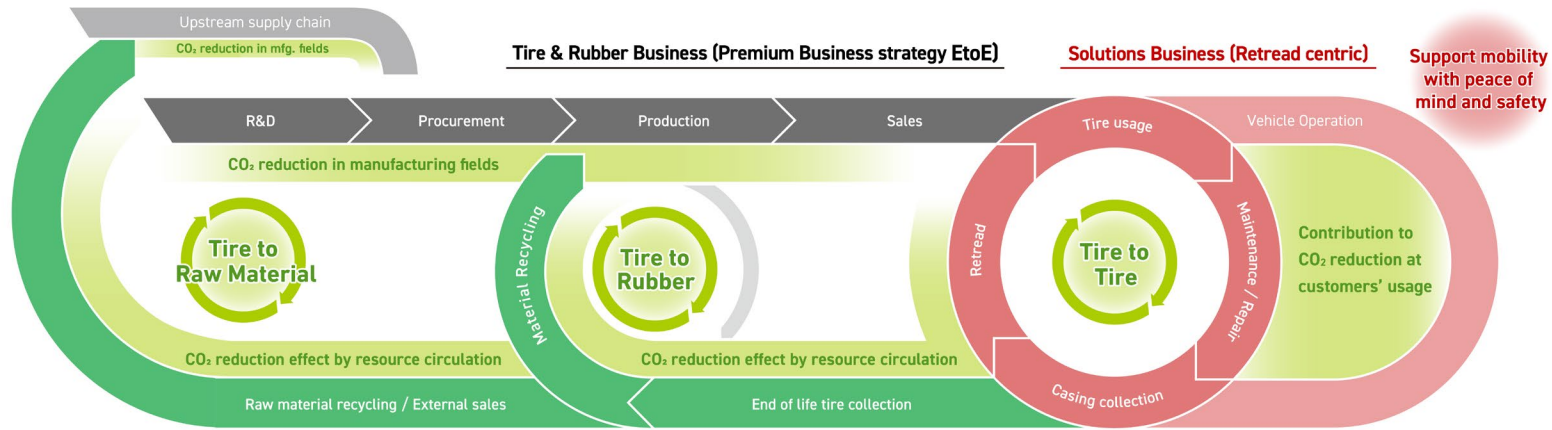 Upstream supply chain
CO₂ reduction in mfg. fields
Tire & Rubber Business (Premium Business strategy EtoE)
Solutions Business (Retread centric)
Support mobility
with peace of
mind and safety
R&D
Procurement
Production
Sales
Tire usage
Vehicle Operation
CO₂ reduction in manufacturing fields
Tire to
Raw Material
Material Recycling
Tire to
Rubber
Retread
Tire to
Tire
Maintenance / Repair
Contribution to
CO₂ reduction at
customers’ usage
CO₂ reduction effect by resource circulation
CO₂ reduction effect by resource circulation
Casing collection
Raw material recycling / External sales
End of life tire collection